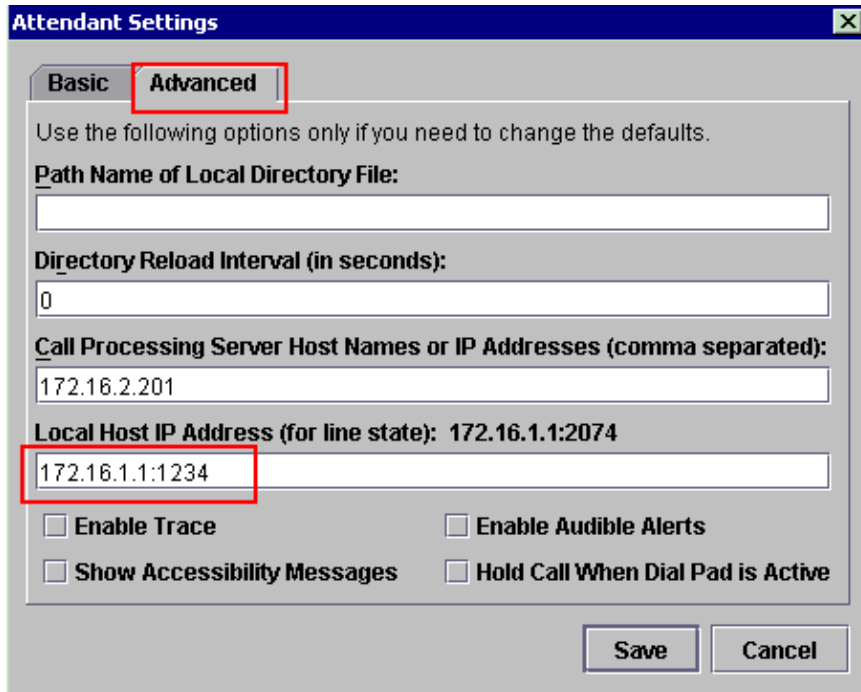 Attendant Settings
Basic Advanced
Use the following options only if you need to change the defaults.
Path Name of Local Directory File:
Directory Reload Interval (in seconds):
0
Call Processing Server Host Names or IP Addresses (comma separated):
172.16.2.201
Local Host IP Address (for line state): 172.16.1.1:2074
172.16.1.1:1234
Enable Trace Enable Audible Alerts
Show Accessibility Messages Hold Call When Dial Pad is Active
Save Cancel